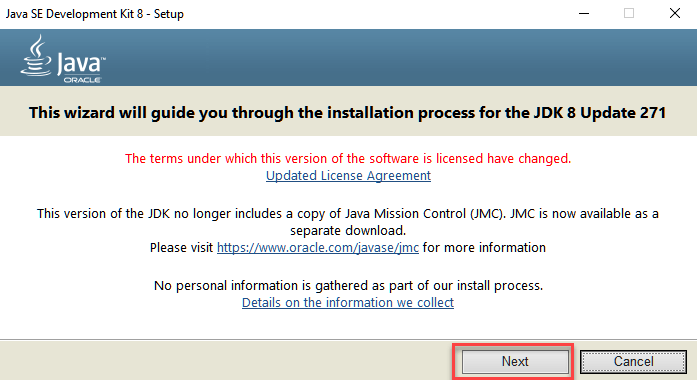 Java SE Development Kit 8 - Setup
Java™
ORACLE
This wizard will guide you through the installation process for the JDK 8 Update 271
The terms under which this version of the software is licensed have changed.
Updated License Agreement
This version of the JDK no longer includes a copy of Java Mission Control (JMC). JMC is now available as a
separate download.
Please visit https://www.oracle.com/javase/jmc for more information
No personal information is gathered as part of our install process.
Details on the information we collect
Next
Cancel